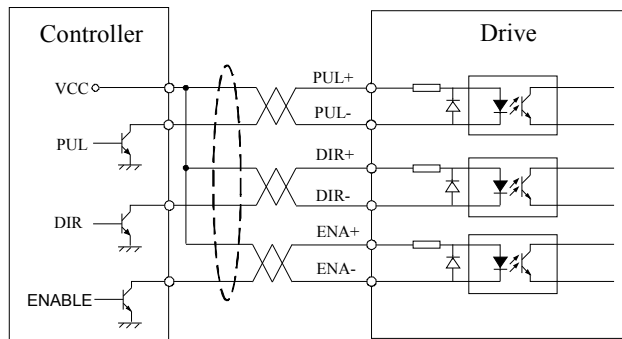 Controller
Drive
VCC
PUL+
PUL-
PUL
DIR+
DIR-
DIR
ENA+
ENA-
ENABLE